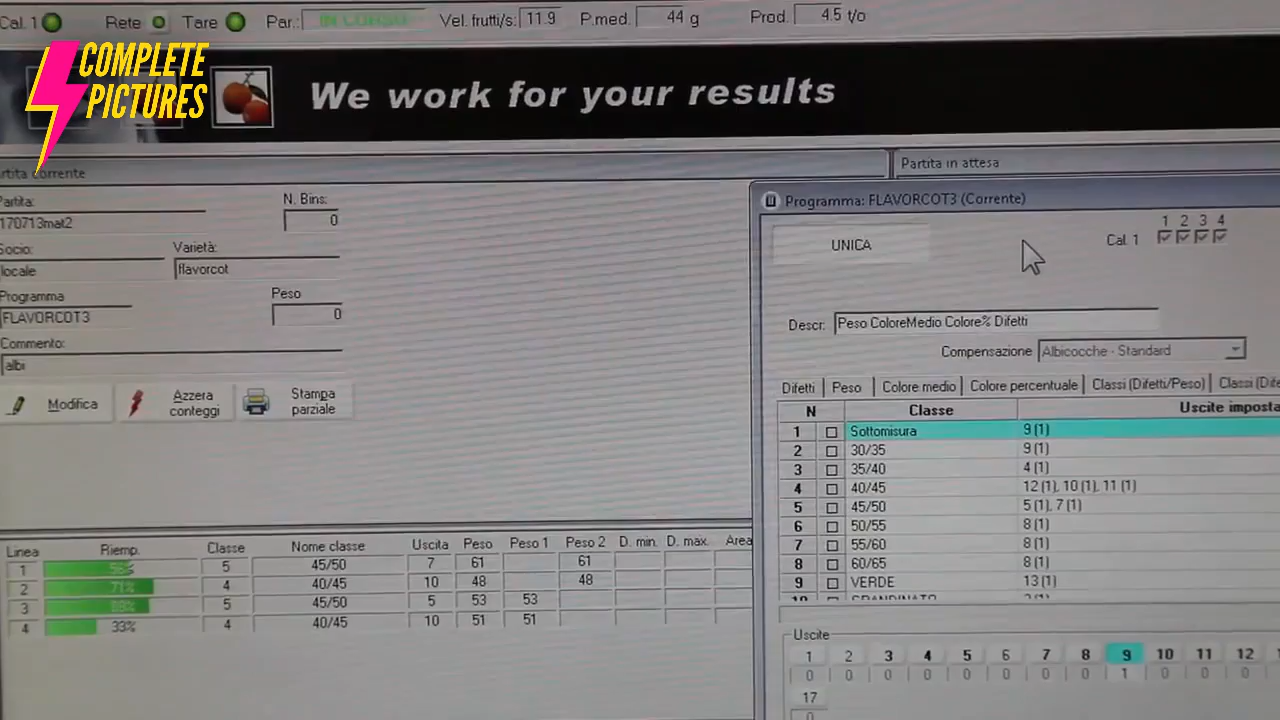 Cal. 1 Rete Tare Par.: IN CORSO Vel. frutti/s: 11.9 P.med. 44 g Prod. 4.5 t/o
COMPLETE
PICTURES
We work for your results
rtita corrente
Partita in attesa
Partita:
N. Bins:
170713mat2
0
Socio:
Varietà:
locale
flavorcot
Programma
Peso
FLAVORCOT3
0
Commento:
albi
Modifica
Azzera
conteggi
Stampa
parziale
Programma: FLAVORCOT3 (Corrente)
UNICA
1 2 3 4
Cal. 1
Descr: Peso ColoreMedio Colore% Difetti
Compensazione Albicocche - Standard
Difetti Peso Colore medio Colore percentuale Classi (Difetti/Peso) Classi (Dife
N Classe Uscite imposta
1 Sottomisura 9 (1)
2 30/35 9 (1)
3 35/40 4 (1)
4 40/45 12 (1), 10 (1), 11 (1)
5 45/50 5 (1), 7 (1)
6 50/55 8 (1)
7 55/60 8 (1)
8 60/65 8 (1)
9 VERDE 13 (1)
10 GRANDINATO
Linea Riemp. Classe Nome classe Uscita Peso Peso 1 Peso 2 D. min. D. max. Area
1 5 45/50 7 61 61
2 71% 4 40/45 10 48 48
3 5 45/50 5 53 53
4 33% 4 40/45 10 51 51
Uscite
1 2 3 4 5 6 7 8 9 10 11 12
0 0 0 0 0 0 0 0 1 0 0 0
17